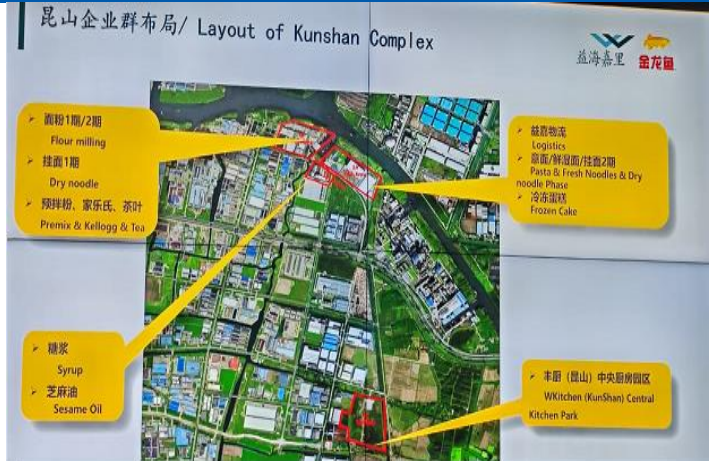 昆山企业群布局/ Layout of Kunshan Complex
益海嘉里
金龙鱼
面粉1期/2期
Flour milling
挂面1期
Dry noodle
预拌粉、家乐氏、茶叶
Premix & Kellogg & Tea
益嘉物流
Logistics
意面/鲜湿面/挂面2期
Pasta & Fresh Noodles & Dry
noodle Phase
冷冻蛋糕
Frozen Cake
糖浆
Syrup
芝麻油
Sesame Oil
丰厨（昆山）中央厨房园区
WKitchen (KunShan) Central
Kitchen Park